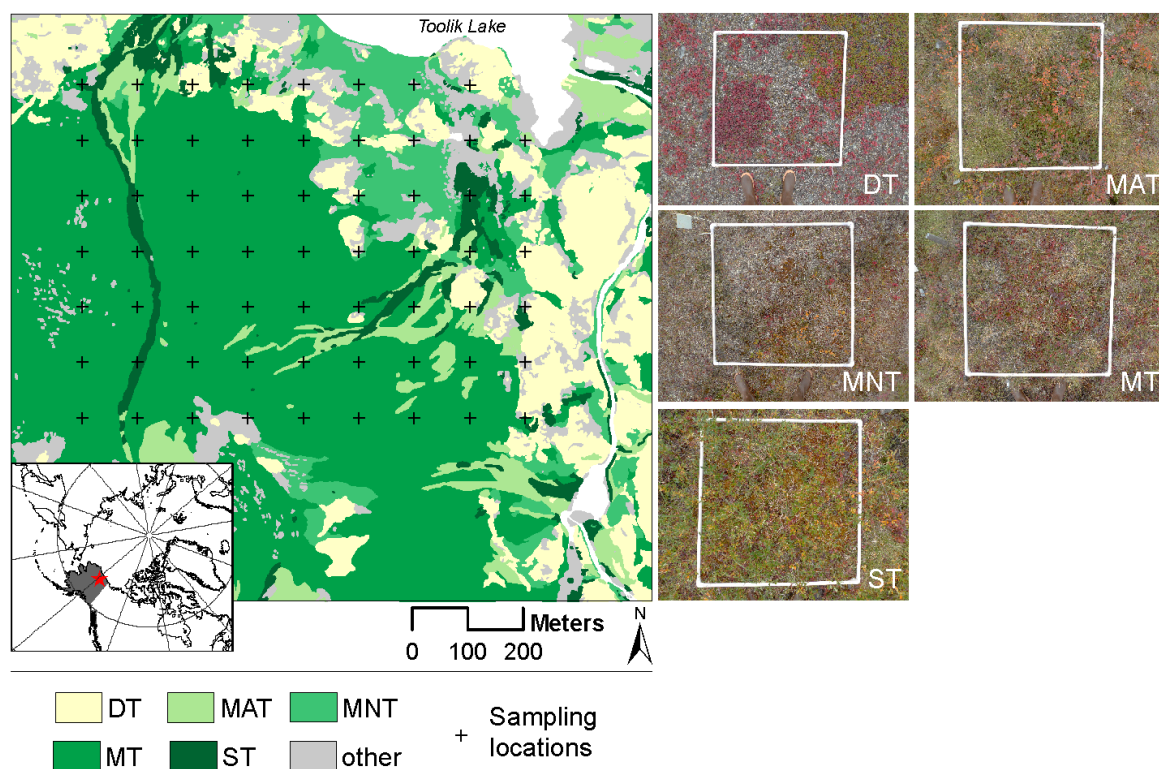 Toolik Lake
DT
MAT
MNT
MT
ST
N
Meters
0 100 200
DT MAT MNT
MT ST other
+ Sampling
locations